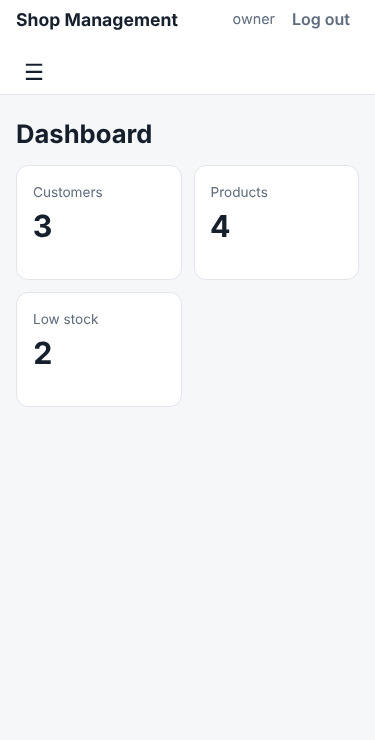 Shop Management owner Log out
☰
Dashboard
Customers
3
Products
4
Low stock
2